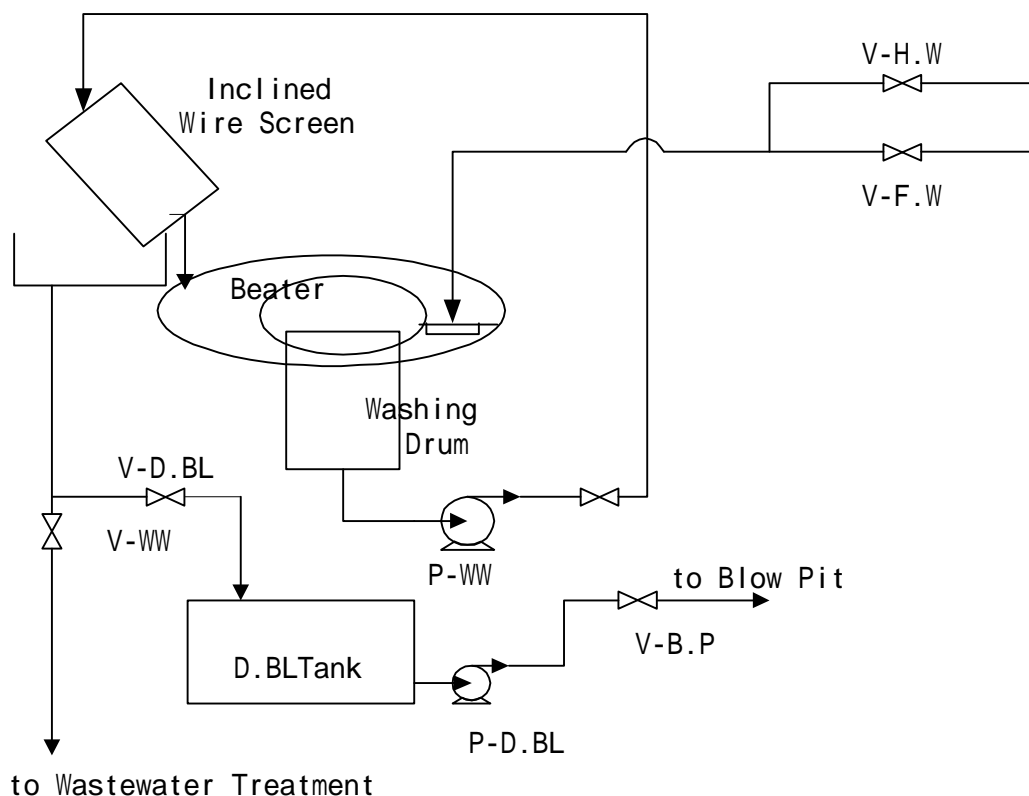 V-H.W
Inclined
Wire Screen
V-F.W
Beater
Washing
Drum
V-D.BL
V-WW
P-WW
to Blow Pit
V-B.P
D.BLTank
P-D.BL
to Wastewater Treatment